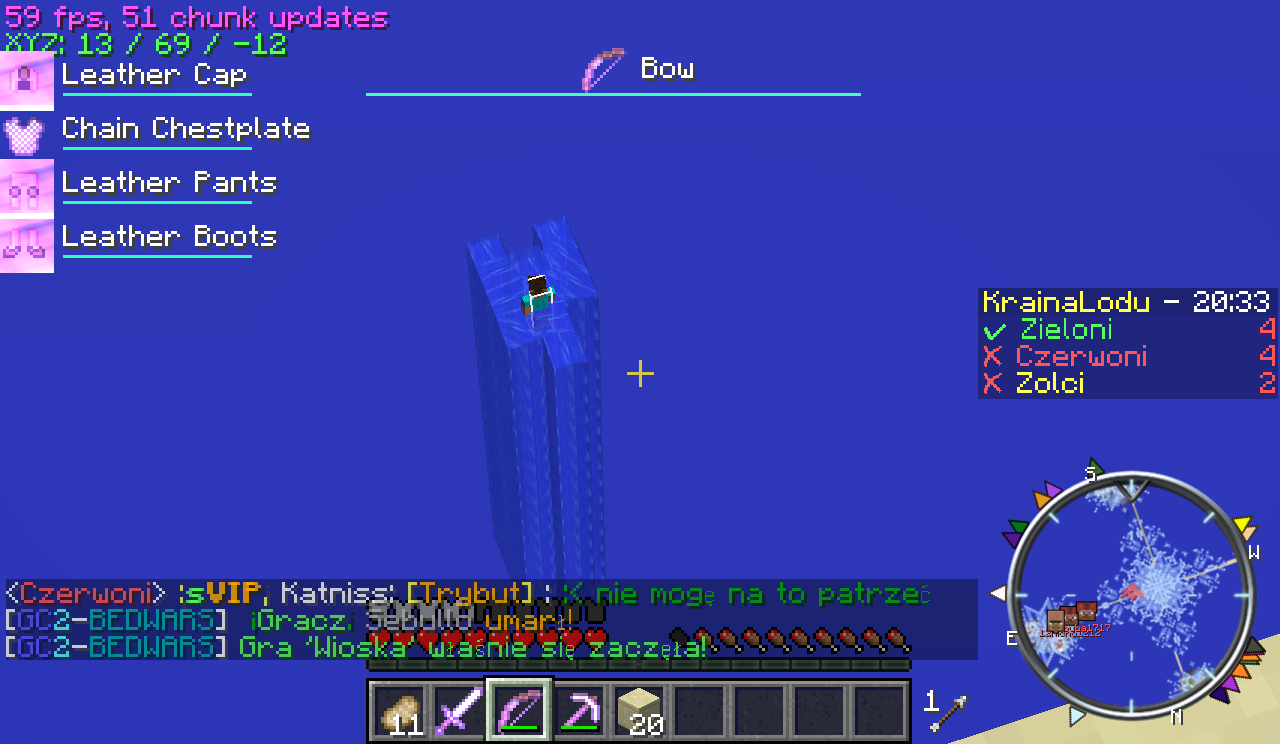 59 fps, 51 chunk updates
XYZ: 13 / 69 / -12
Leather Cap
Bow
Chain Chestplate
Leather Pants
Leather Boots
KrainaLodu - 20:33
Zieloni 4
Czerwoni 4
Zolci 2
S
W
E
N
<Czerwoni> :sVIP; Katniss: [Trybut] : K nie mogę na to patrzeć
[GC2-BEDWARS] ¡Gracz, umarł!
[GC2-BEDWARS] Gra 'Wioska' właśnie się zaczęła!
11
20
1